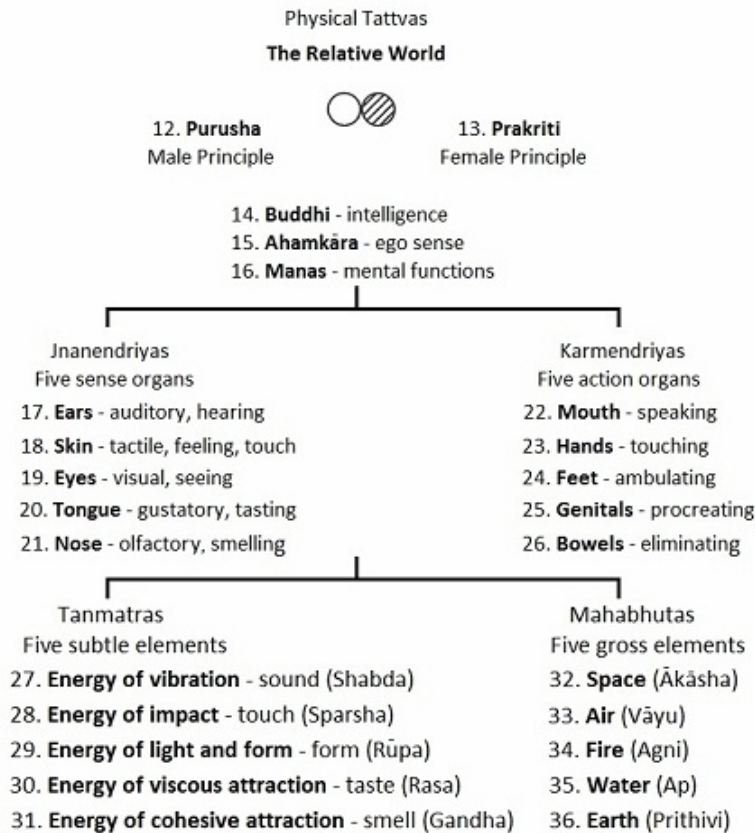 Physical Tattvas
The Relative World
12. Purusha
Male Principle
13. Prakriti
Female Principle
14. Buddhi - intelligence
15. Ahamkāra - ego sense
16. Manas - mental functions
Jnanendriyas
Five sense organs
17. Ears - auditory, hearing
18. Skin - tactile, feeling, touch
19. Eyes - visual, seeing
20. Tongue - gustatory, tasting
21. Nose - olfactory, smelling
Karmendriyas
Five action organs
22. Mouth - speaking
23. Hands - touching
24. Feet - ambulating
25. Genitals - procreating
26. Bowels - eliminating
Tanmatras
Five subtle elements
27. Energy of vibration - sound (Shabda)
28. Energy of impact - touch (Sparsha)
29. Energy of light and form - form (Rūpa)
30. Energy of viscous attraction - taste (Rasa)
31. Energy of cohesive attraction - smell (Gandha)
Mahabhutas
Five gross elements
32. Space (Ākāsha)
33. Air (Vāyu)
34. Fire (Agni)
35. Water (Ap)
36. Earth (Prithivi)